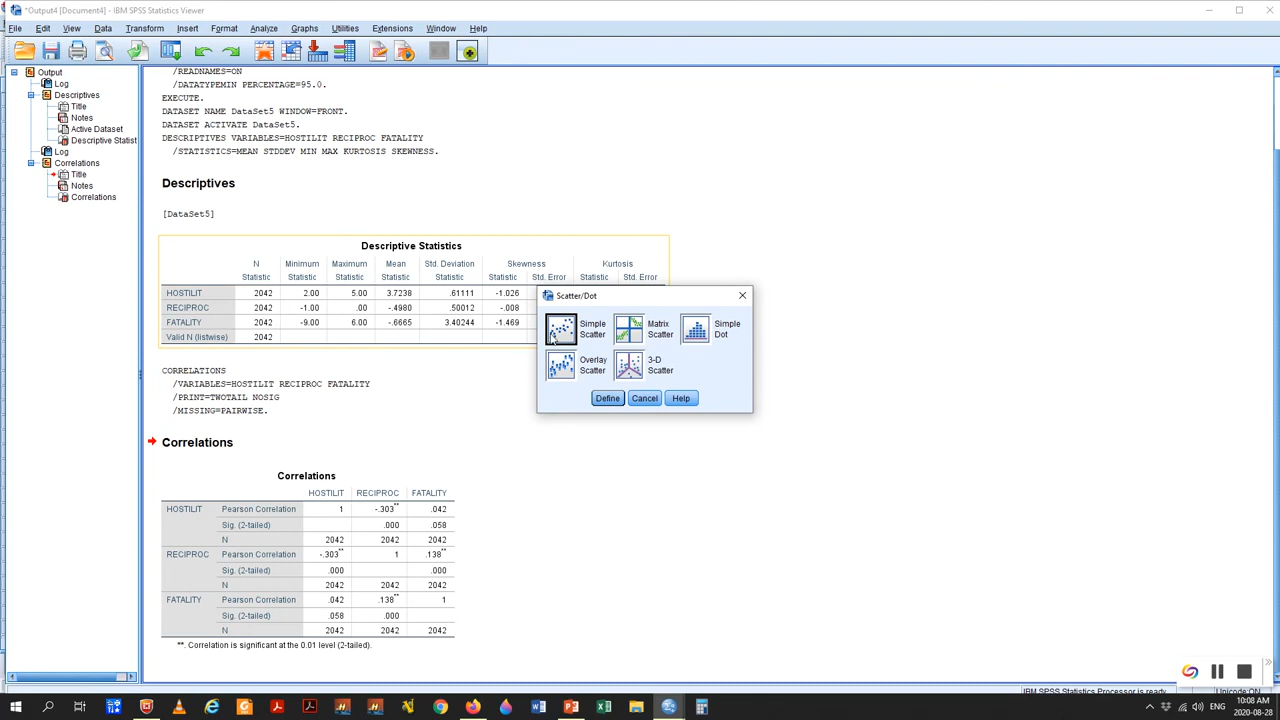 *Output4 [Document4] - IBM SPSS Statistics Viewer
File Edit View Data Transform Insert Format Analyze Graphs Utilities Extensions Window Help
Output
Log
Descriptives
Title
Notes
Active Dataset
Descriptive Statist
Log
Correlations
Title
Notes
Correlations
/READNAMES=ON
/DATATYPEMIN PERCENTAGE=95.0.
EXECUTE.
DATASET NAME DataSet5 WINDOW=FRONT.
DATASET ACTIVATE DataSet5.
DESCRIPTIVES VARIABLES=HOSTILIT RECIPROC FATALITY
/STATISTICS=MEAN STDDEV MIN MAX KURTOSIS SKEWNESS.
Descriptives
[DataSet5]
Descriptive Statistics
N Minimum Maximum Mean Std. Deviation Skewness Kurtosis
Statistic Statistic Statistic Statistic Statistic Statistic Std. Error Statistic Std. Error
HOSTILIT 2042 2.00 5.00 3.7238 .61111 -1.026
RECIPROC 2042 -1.00 .00 -.4980 .50012 -.008
FATALITY 2042 -9.00 6.00 -.6665 3.40244 -1.469
Valid N (listwise) 2042
CORRELATIONS
/VARIABLES=HOSTILIT RECIPROC FATALITY
/PRINT=TWOTAIL NOSIG
/MISSING=PAIRWISE.
Correlations
Correlations
HOSTILIT RECIPROC FATALITY
HOSTILIT Pearson Correlation 1 -.303** .042
Sig. (2-tailed) .000 .058
N 2042 2042 2042
RECIPROC Pearson Correlation -.303** 1 .138**
Sig. (2-tailed) .000 .000
N 2042 2042 2042
FATALITY Pearson Correlation .042 .138** 1
Sig. (2-tailed) .058 .000
N 2042 2042 2042
**. Correlation is significant at the 0.01 level (2-tailed).
Scatter/Dot
Simple Scatter
Matrix Scatter
Simple Dot
Overlay Scatter
3-D Scatter
Define Cancel Help
IBM SPSS Statistics Processor is ready
Unicode:ON
10:08 AM
2020-08-28